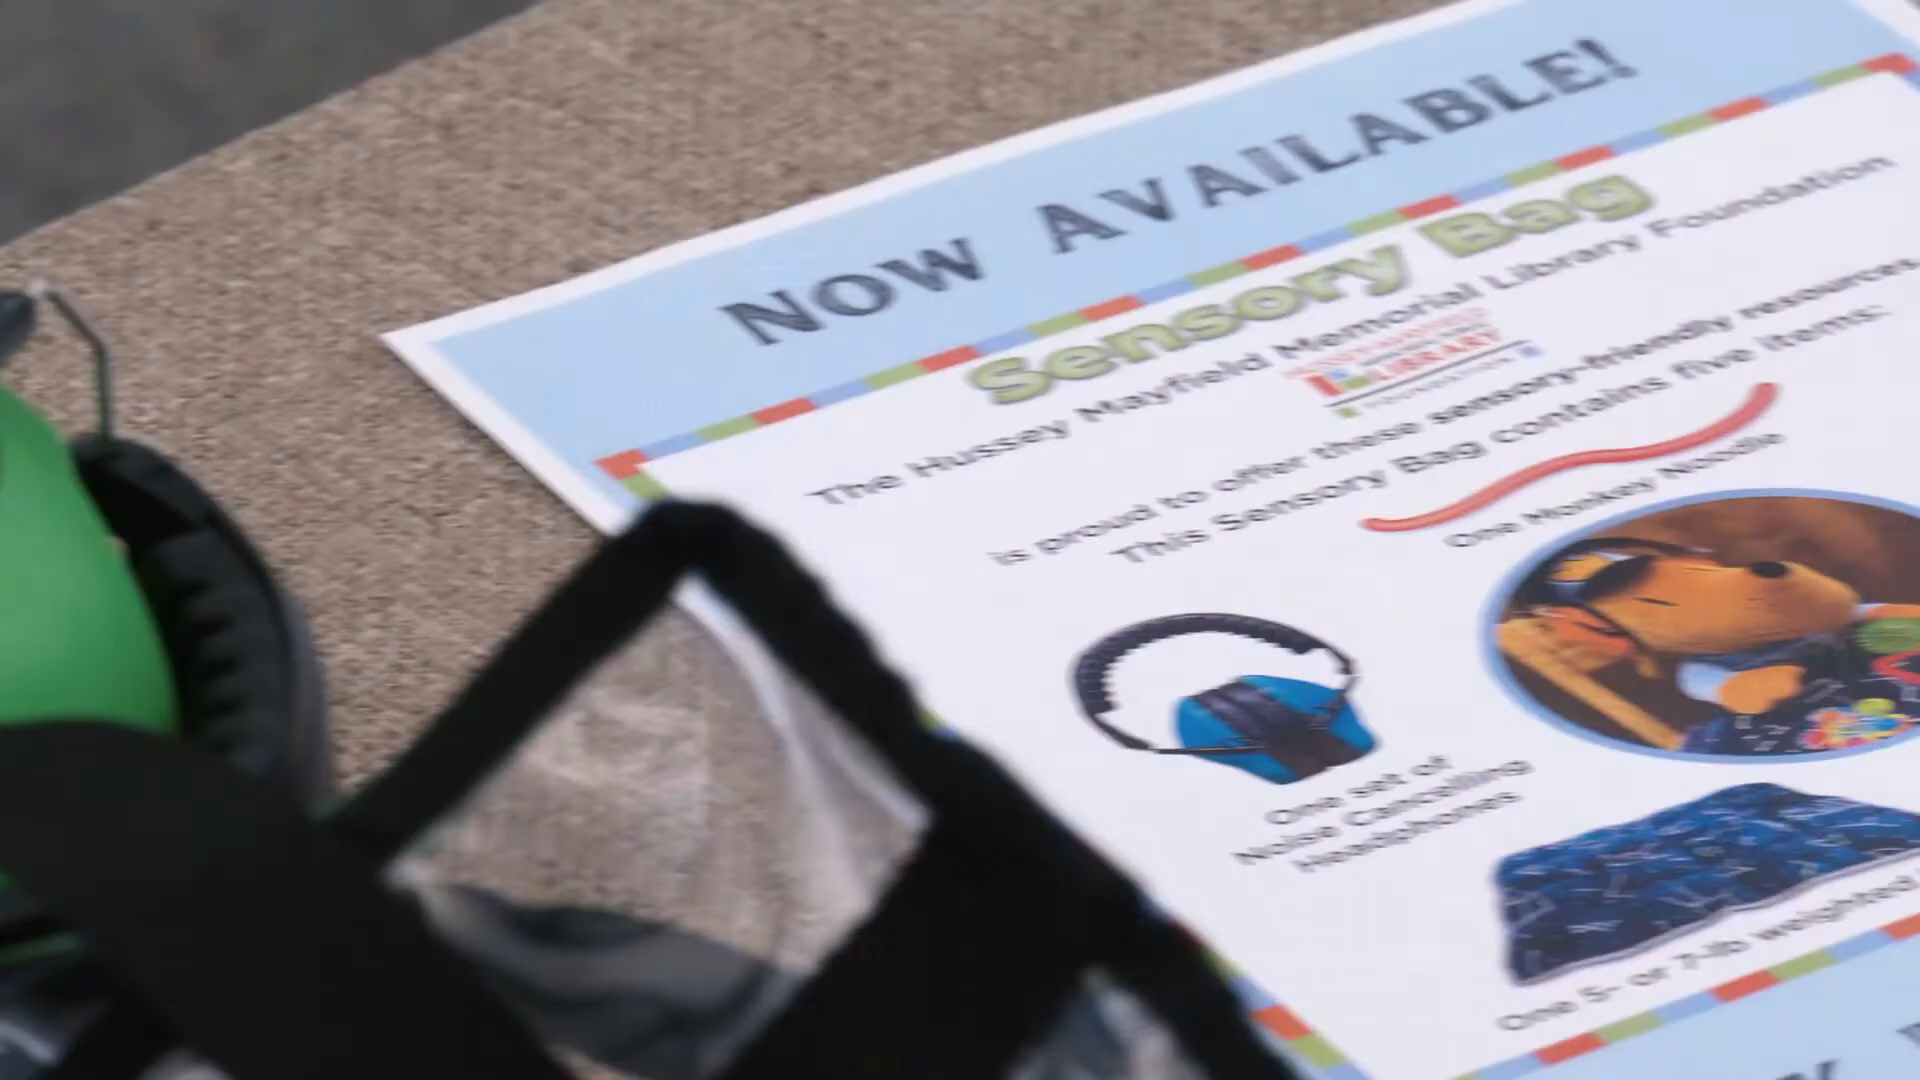 NOW AVAILABLE!
Sensory Bag
The Hussey Mayfield Memorial Library Foundation
LIBRARY
is proud to offer these sensory-friendly resources.
This Sensory Bag contains five items:
One Monkey Noodle
One set of
Noise Cancelling
Headphones
One 5- or 7-lb weighted